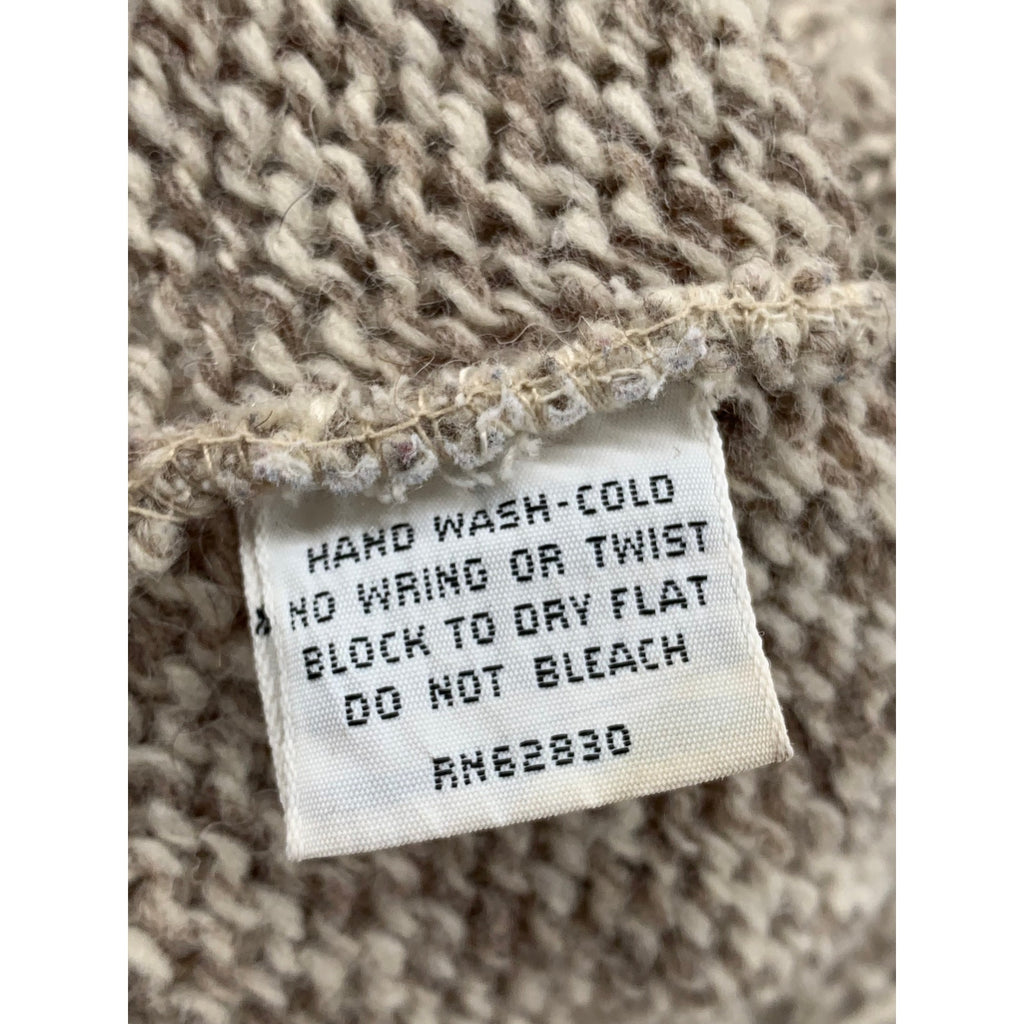 HAND WASH-COLD
NO WRING OR TWIST
BLOCK TO DRY FLAT
DO NOT BLEACH
RN62830